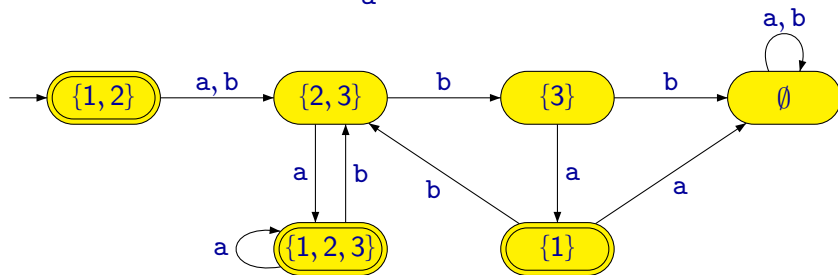 a
a, b
{1, 2}
a, b
{2, 3}
b
{3}
b
∅
a
b
b
a
a
a
{1, 2, 3}
{1}